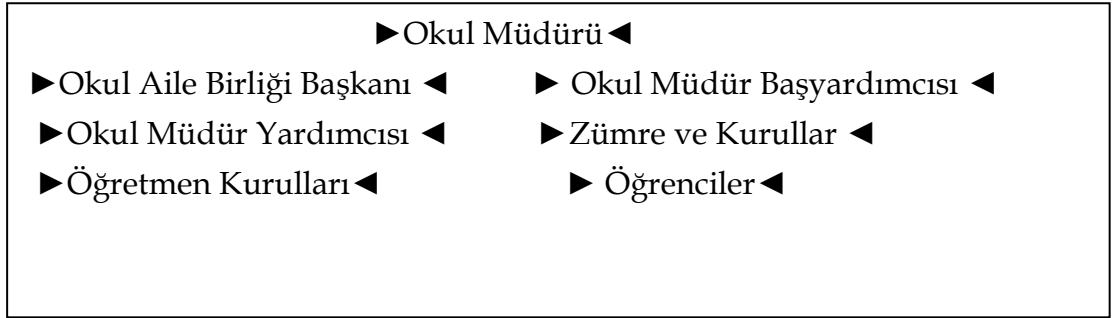 ►Okul Müdürü◄
►Okul Aile Birliği Başkanı ◄ ► Okul Müdür Başyardımcısı ◄
►Okul Müdür Yardımcısı ◄ ►Zümre ve Kurullar ◄
►Öğretmen Kurulları◄ ► Öğrenciler◄